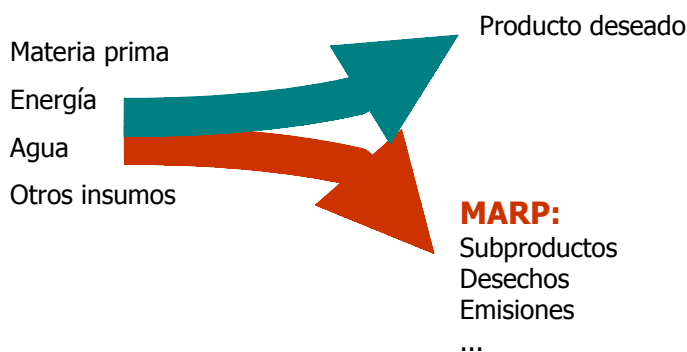 Producto deseado
Materia prima
Energía
Agua
Otros insumos
MARP:
Subproductos
Desechos
Emisiones
...